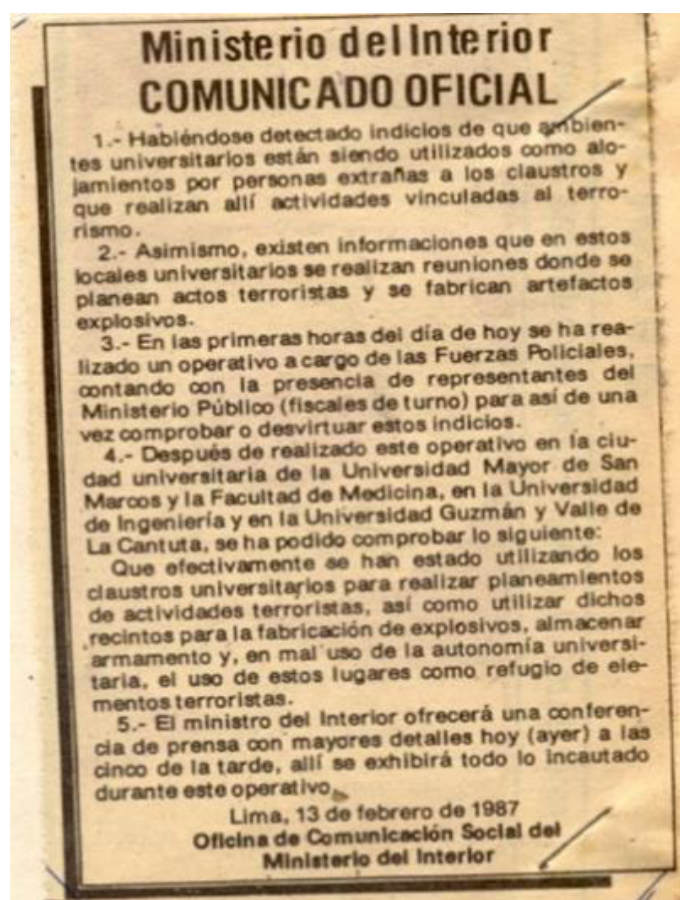 Ministerio del Interior
COMUNICADO OFICIAL
1.- Habiéndose detectado indicios de que ambien-
tes universitarios están siendo utilizados como alo-
jamientos por personas extrañas a los claustros y
que realizan allí actividades vinculadas al terro-
rismo.
2.- Asimismo, existen informaciones que en estos
locales universitarios se realizan reuniones donde se
planean actos terroristas y se fabrican artefactos
explosivos.
3.- En las primeras horas del día de hoy se ha rea-
lizado un operativo a cargo de las Fuerzas Policiales,
contando con la presencia de representantes del
Ministerio Público (fiscales de turno) para así de una
vez comprobar o desvirtuar estos indicios.
4.- Después de realizado este operativo en la ciu-
dad universitaria de la Universidad Mayor de San
Marcos y la Facultad de Medicina, en la Universidad
de Ingeniería y en la Universidad Guzmán y Valle de
La Cantuta, se ha podido comprobar lo siguiente:
Que efectivamente se han estado utilizando los
claustros universitarios para realizar planeamientos
de actividades terroristas, así como utilizar dichos
recintos para la fabricación de explosivos, almacenar
armamento y, en mal uso de la autonomía universi-
taria, el uso de estos lugares como refugio de ele-
mentos terroristas.
5.- El ministro del Interior ofrecerá una conferen-
cia de prensa con mayores detalles hoy (ayer) a las
cinco de la tarde, allí se exhibirá todo lo incautado
durante este operativo.
Lima, 13 de febrero de 1987
Oficina de Comunicación Social del
Ministerio del Interior